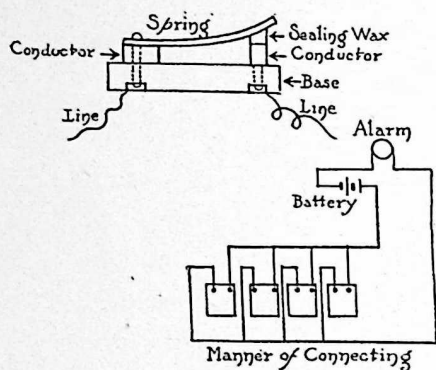 Spring
Sealing Wax
Conductor
Conductor
Base
Line
Line
Alarm
Battery
Manner of Connecting